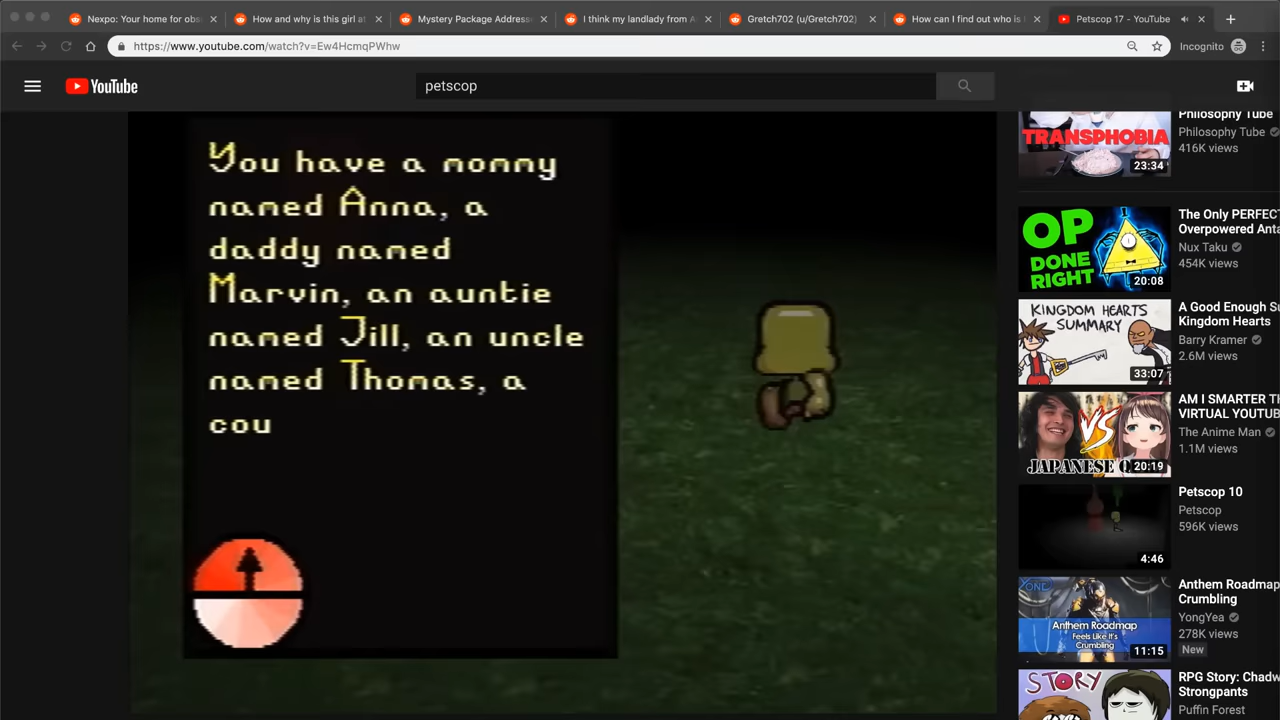 Nexpo: Your home for obs
How and why is this girl at
Mystery Package Addresse
I think my landlady from A
Gretch702 (u/Gretch702)
How can I find out who is
Petscop 17 - YouTube
https://www.youtube.com/watch?v=Ew4HcmqPWhw
Incognito
YouTube
petscop
You have a mommy
named Anna, a
daddy named
Marvin, an auntie
named Jill, an uncle
named Thomas, a
cou
TRANSPHOBIA
23:34
Philosophy Tube
Philosophy Tube
416K views
OP
DONE
RIGHT
20:08
The Only PERFEC
Overpowered Anta
Nux Taku
454K views
KINGDOM HEARTS
SUMMARY
33:07
A Good Enough Su
Kingdom Hearts
Barry Kramer
2.6M views
VS
JAPANESE Q
20:19
AM I SMARTER TH
VIRTUAL YOUTUB
The Anime Man
1.1M views
4:46
Petscop 10
Petscop
596K views
Anthem Roadmap
Feels Like It's
Crumbling
11:15
Anthem Roadmap
Crumbling
YongYea
278K views
New
STORY
RPG Story: Chadw
Strongpants
Puffin Forest